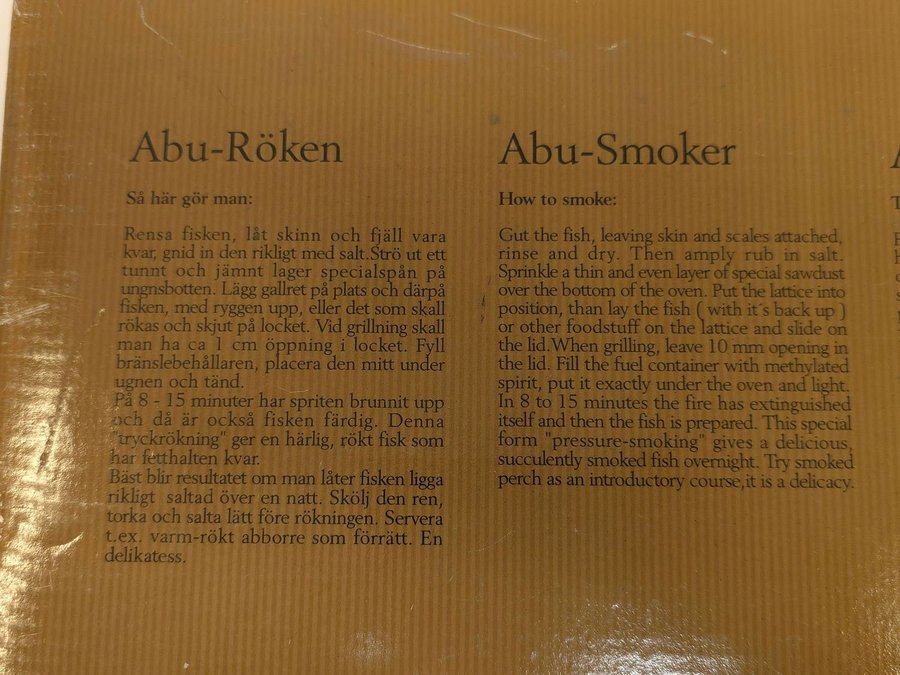 Abu-Röken
Så här gör man:
Rensa fisken, låt skinn och fjäll vara
kvar, gnid in den rikligt med salt.Strö ut ett
tunnt och jämnt lager specialspån på
ungnsbotten. Lägg gallret på plats och därpå
fisken, med ryggen upp, eller det som skall
rökas och skjut på locket. Vid grillning skall
man ha ca 1 cm öppning i locket. Fyll
bränslebehållaren, placera den mitt under
ugnen och tänd.
På 8 - 15 minuter har spriten brunnit upp
och då är också fisken färdig. Denna
"tryckrökning" ger en härlig, rökt fisk som
har fetthalten kvar.
Bäst blir resultatet om man låter fisken ligga
rikligt saltad över en natt. Skölj den ren,
torka och salta lätt före rökningen. Servera
t.ex. varm-rökt abborre som förrätt. En
delikatess.
Abu-Smoker
How to smoke:
Gut the fish, leaving skin and scales attached,
rinse and dry. Then amply rub in salt.
Sprinkle a thin and even layer of special sawdust
over the bottom of the oven. Put the lattice into
position, than lay the fish ( with it´s back up )
or other foodstuff on the lattice and slide on
the lid.When grilling, leave 10 mm opening in
the lid. Fill the fuel container with methylated
spirit, put it exactly under the oven and light.
In 8 to 15 minutes the fire has extinguished
itself and then the fish is prepared. This special
form "pressure-smoking" gives a delicious,
succulently smoked fish overnight. Try smoked
perch as an introductory course,it is a delicacy.